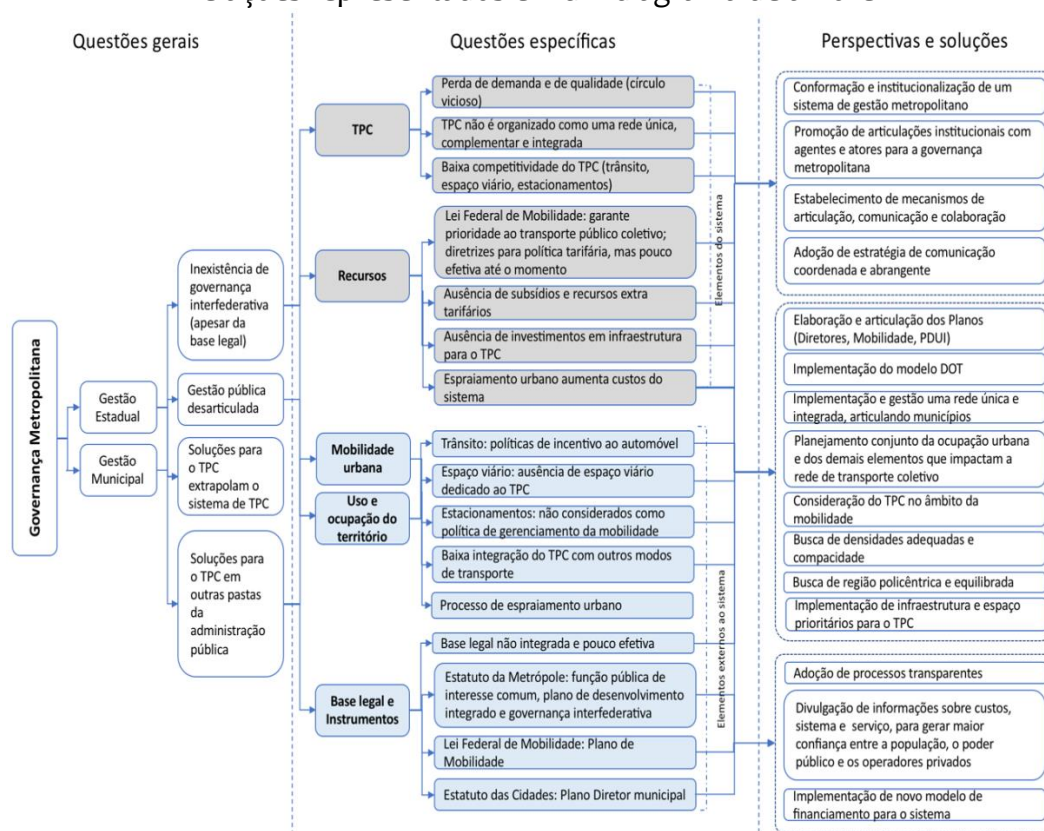 Questões gerais
Questões específicas
Perspectivas e soluções
Governança Metropolitana
Gestão
Estadual
Gestão
Municipal
Inexistência de
governança
interfederativa
(apesar da
base legal)
Gestão pública
desarticulada
Soluções para
o TPC
extrapolam o
sistema de TPC
Soluções para
o TPC em
outras pastas
da
administração
pública
TPC
Perda de demanda e de qualidade (círculo
vicioso)
TPC não é organizado como uma rede única,
complementar e integrada
Baixa competitividade do TPC (trânsito,
espaço viário, estacionamentos)
Recursos
Lei Federal de Mobilidade: garante
prioridade ao transporte público coletivo;
diretrizes para política tarifária, mas pouco
efetiva até o momento
Ausência de subsídios e recursos extra
tarifários
Ausência de investimentos em infraestrutura
para o TPC
Espraiamento urbano aumenta custos do
sistema
Elementos do sistema
Mobilidade
urbana
Uso e
ocupação do
território
Trânsito: políticas de incentivo ao automóvel
Espaço viário: ausência de espaço viário
dedicado ao TPC
Estacionamentos: não considerados como
política de gerenciamento da mobilidade
Baixa integração do TPC com outros modos
de transporte
Processo de espraiamento urbano
Base legal e
Instrumentos
Base legal não integrada e pouco efetiva
Estatuto da Metrópole: função pública de
interesse comum, plano de desenvolvimento
integrado e governança interfederativa
Lei Federal de Mobilidade: Plano de
Mobilidade
Estatuto das Cidades: Plano Diretor municipal
Elementos externos ao sistema
Conformação e institucionalização de um
sistema de gestão metropolitano
Promoção de articulações institucionais com
agentes e atores para a governança
metropolitana
Estabelecimento de mecanismos de
articulação, comunicação e colaboração
Adoção de estratégia de comunicação
coordenada e abrangente
Elaboração e articulação dos Planos
(Diretores, Mobilidade, PDUI)
Implementação do modelo DOT
Implementação e gestão uma rede única e
integrada, articulando municípios
Planejamento conjunto da ocupação urbana
e dos demais elementos que impactam a
rede de transporte coletivo
Consideração do TPC no âmbito da
mobilidade
Busca de densidades adequadas e
compacidade
Busca de região policêntrica e equilibrada
Implementação de infraestrutura e espaço
prioritários para o TPC
Adoção de processos transparentes
Divulgação de informações sobre custos,
sistema e serviço, para gerar maior
confiança entre a população, o poder
público e os operadores privados
Implementação de novo modelo de
financiamento para o sistema